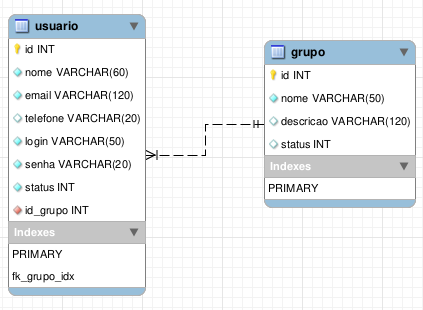 usuario
id INT
nome VARCHAR(60)
email VARCHAR(120)
telefone VARCHAR(20)
login VARCHAR(50)
senha VARCHAR(20)
status INT
id_grupo INT
Indexes
PRIMARY
fk_grupo_idx
grupo
id INT
nome VARCHAR(50)
descricao VARCHAR(120)
status INT
Indexes
PRIMARY